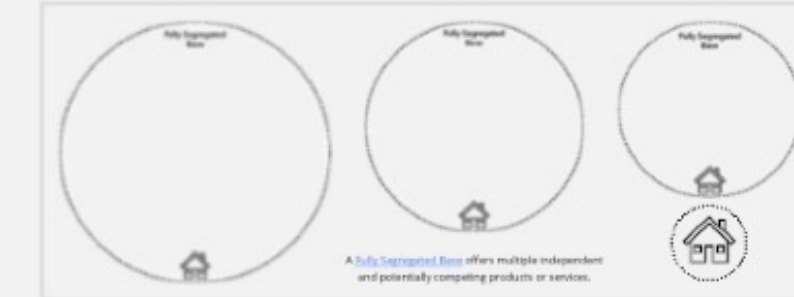 Fully Segregated
Base
Fully Segregated
Base
Fully Segregated
Base
A Fully Segregated Base offers multiple independent
and potentially competing products or services.